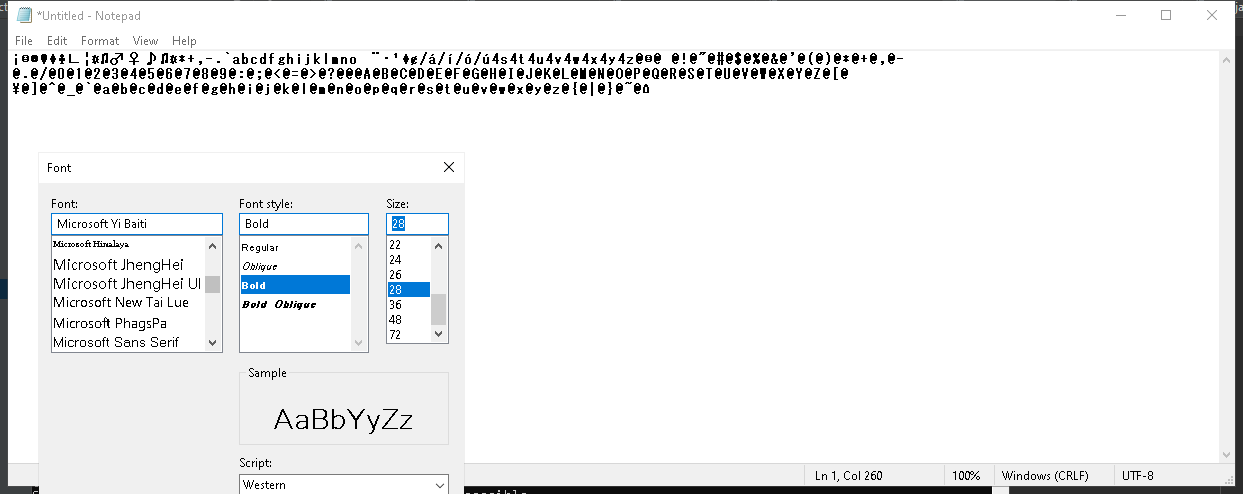 *Untitled - Notepad
File Edit Format View Help
@.@/@0@1@2@3@4@5@6@7@8@9@:@;@<@=@>@?@@@A@B@C@D@E@F@G@H@I@J@K@L@M@N@O@P@Q@R@S@T@U@V@W@X@Y@Z@[@
¥@]@^@_@`@a@b@c@d@e@f@g@h@i@j@k@l@m@n@o@p@q@r@s@t@u@v@w@x@y@z@{@|@}@~@⌂
Font
Font: Font style: Size:
Microsoft Yi Baiti Bold 28
Microsoft Himalaya
Microsoft JhengHei
Microsoft JhengHei UI
Microsoft New Tai Lue
Microsoft PhagsPa
Microsoft Sans Serif
Regular
Oblique
Bold
Bold Oblique
22
24
26
28
36
48
72
Sample
AaBbYyZz
Script:
Western
Ln 1, Col 260 100% Windows (CRLF) UTF-8